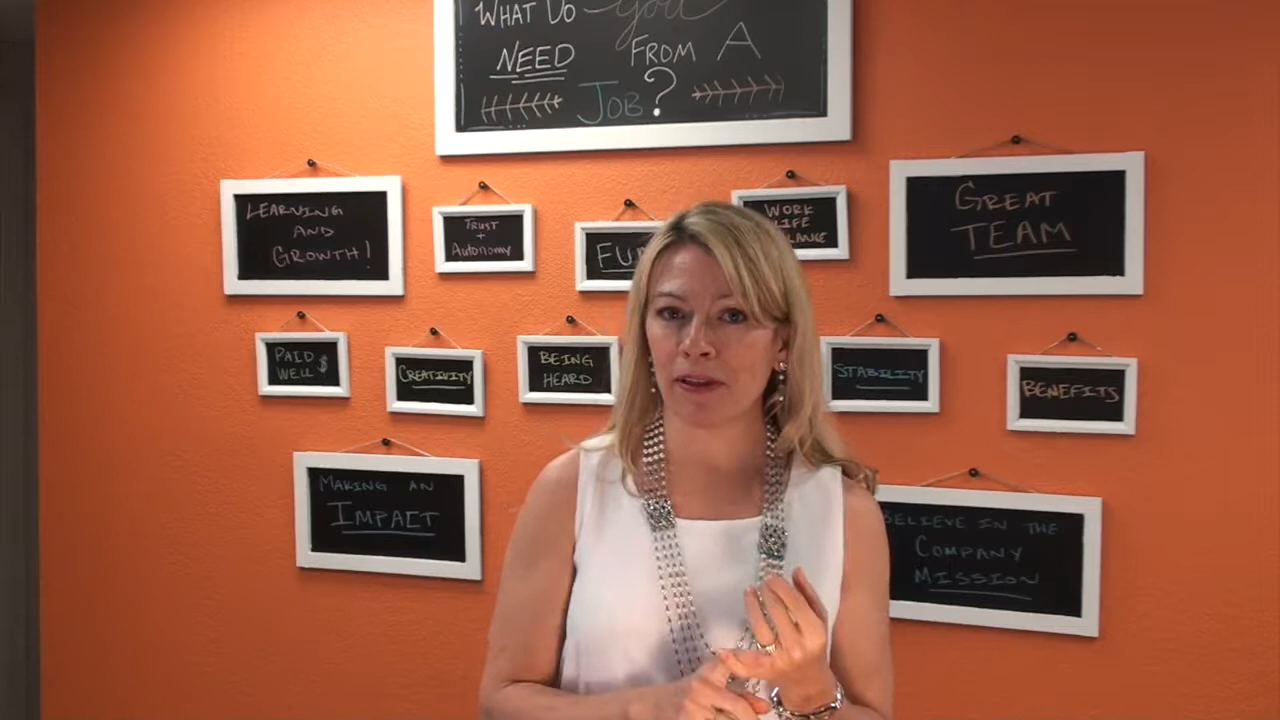 WHAT DO you
NEED FROM A
JOB?
LEARNING
AND
GROWTH!
TRUST
+
AUTONOMY
WORK
GREAT
TEAM
PAID
WELL $
CREATIVITY
BEING
HEARD
STABILITY
BENEFITS
MAKING AN
IMPACT
BELIEVE IN THE
COMPANY
MISSION